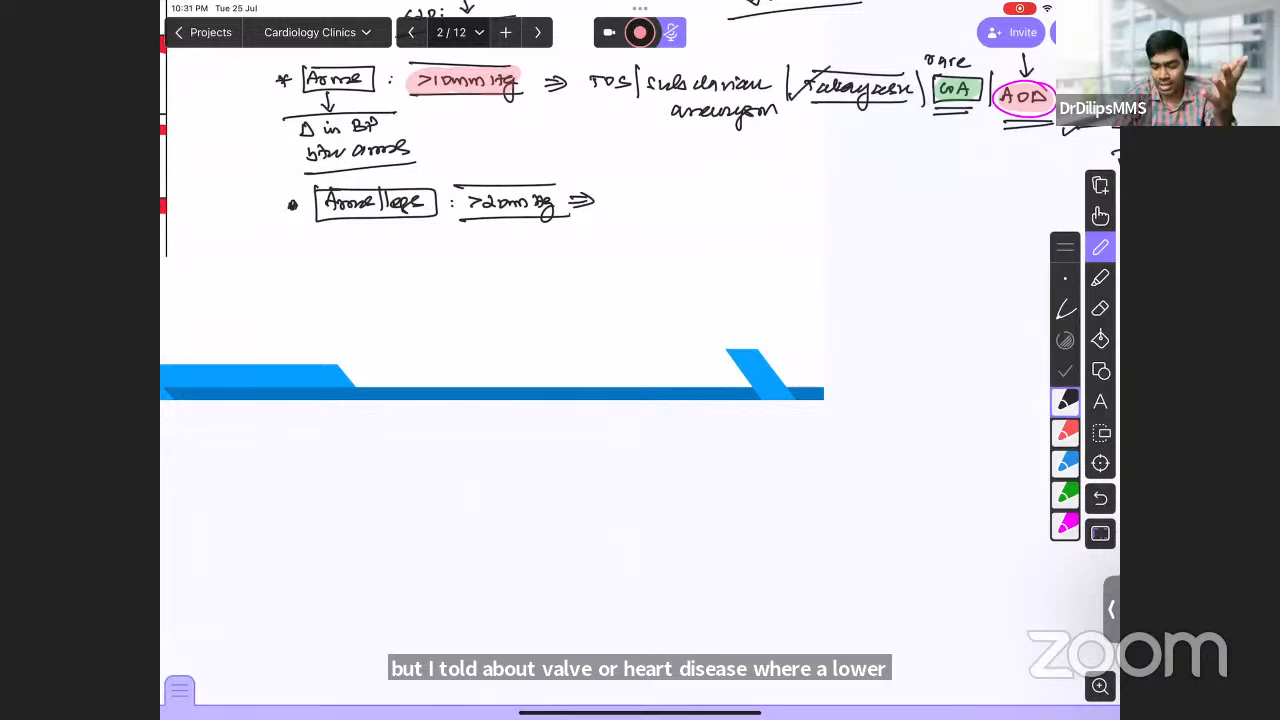 10:31 PM Tue 25 Jul
Projects
Cardiology Clinics
2 / 12
Invite
rare
* Arms : >10mm Hg ⇒ TOS | Subclavian aneurysm | Takayasu | COA | AOD
Δ in BP
btw arms
DrDilipsMMS
• Arms/legs : >20mm Hg ⇒
A
but I told about valve or heart disease where a lower
zoom